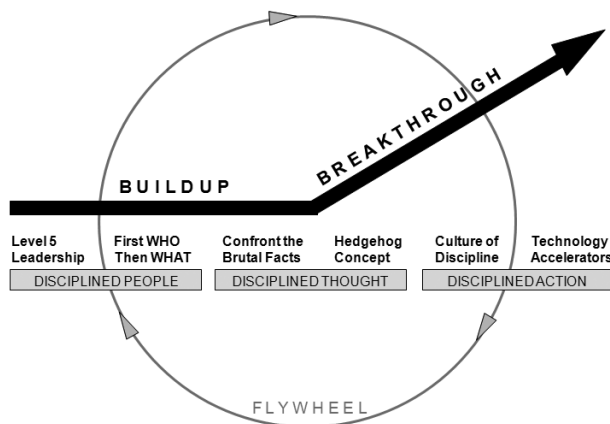 BREAKTHROUGH
BUILDUP
Level 5
Leadership
First WHO
Then WHAT
Confront the
Brutal Facts
Hedgehog
Concept
Culture of
Discipline
Technology
Accelerators
DISCIPLINED PEOPLE
DISCIPLINED THOUGHT
DISCIPLINED ACTION
FLYWHEEL